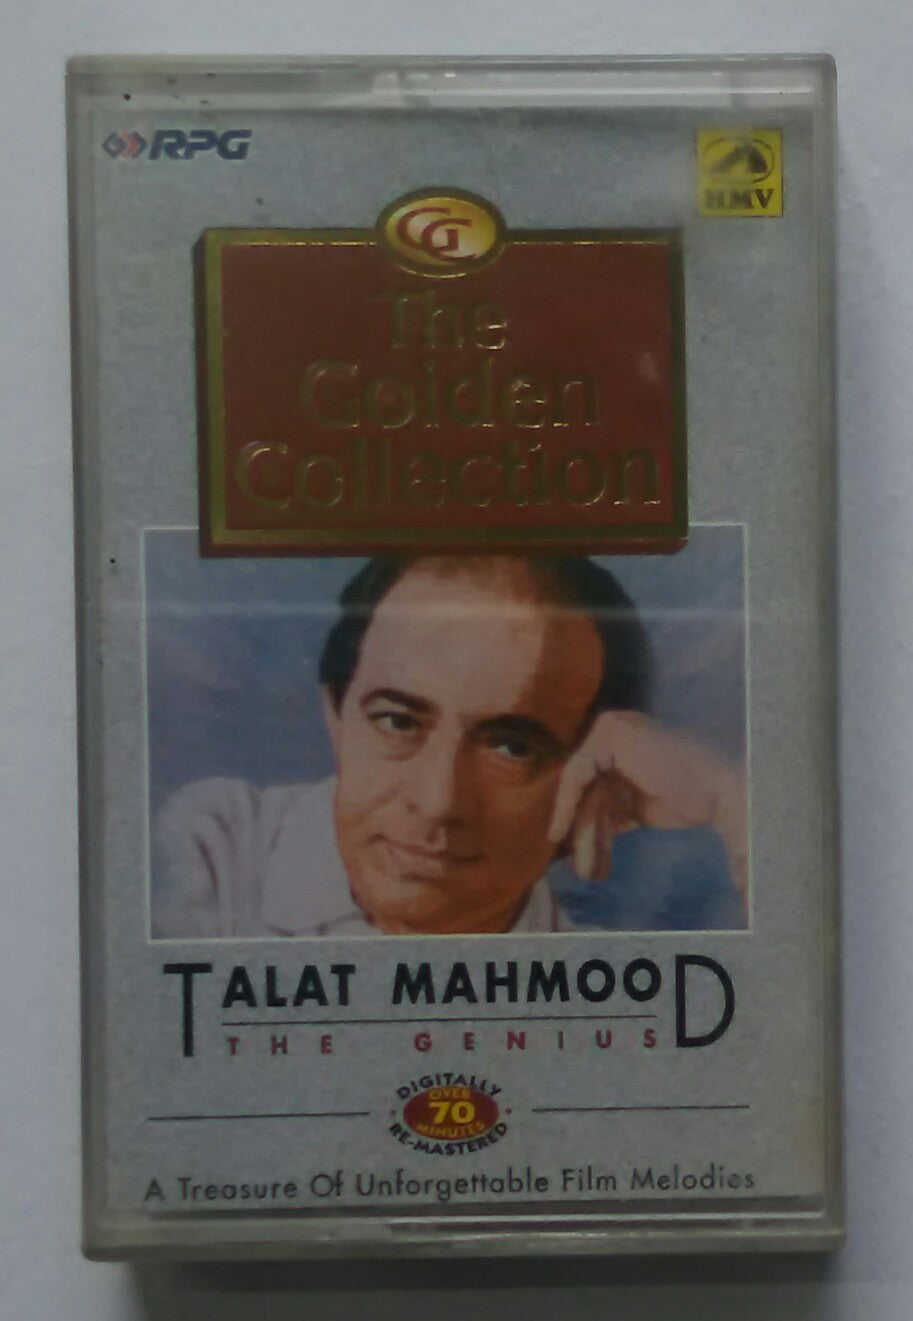 RPG
HMV
GC
The
Golden
Collection
TALAT MAHMOOD
THE GENIUS
DIGITALLY
OVER
70
MINUTES
RE-MASTERED
A Treasure Of Unforgettable Film Melodies